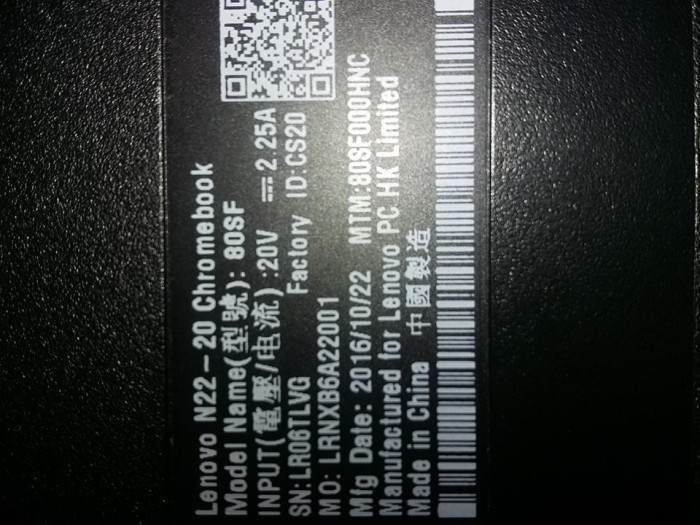 Lenovo N22-20 Chromebook
Model Name(型號): 80SF
INPUT(電壓/电流):20V ⎓2.25A
SN:LR06TLVG Factory ID:CS20
MO: LRNXB6A22001
Mfg Date: 2016/10/22 MTM:80SF000HNC
Manufactured for Lenovo PC HK Limited
Made in China 中國製造